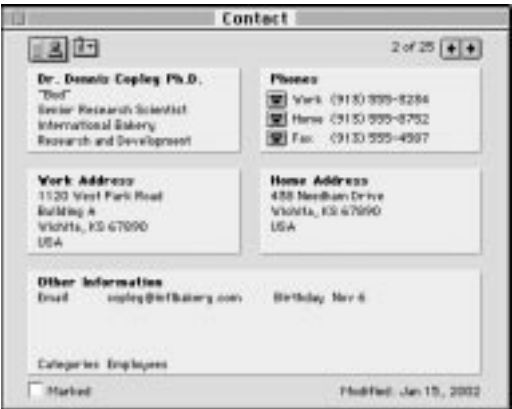 Contact
2 of 25
Dr. Dennis Copley Ph.D.
"Bud"
Senior Research Scientist
International Bakery
Research and Development
Phones
Work (913) 555-8284
Home (913) 555-8752
Fax (913) 555-4587
Work Address
1120 West Park Road
Building A
Wichita, KS 67890
USA
Home Address
Needham Drive
Wichita, KS 67890
USA
Other Information
Email copley@intlbakery.com Birthday Nov 6
Categories Employees
Marked
Modified: Jan 15, 2002